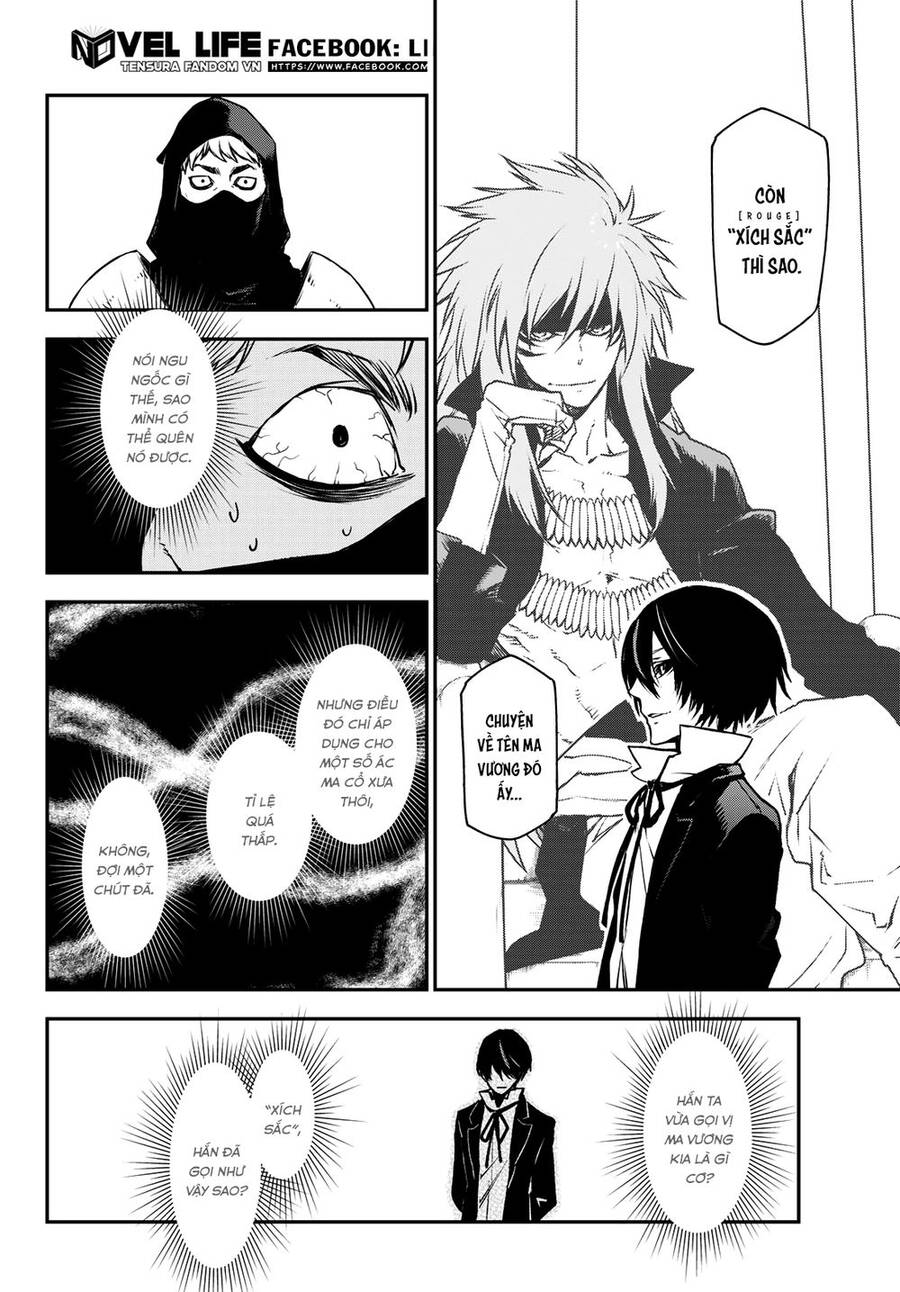 NOVEL LIFE
TENSURA FANDOM VN
FACEBOOK: LI
HTTPS://WWW.FACEBOOK.COM
CÒN
[ROUGE]
“XÍCH SẮC”
THÌ SAO.
CHUYỆN
VỀ TÊN MA
VƯƠNG ĐÓ
ẤY...
NÓI NGU
NGỐC GÌ
THẾ, SAO
MÌNH CÓ
THỂ QUÊN
NÓ ĐƯỢC.
NHƯNG ĐIỀU
ĐÓ CHỈ ÁP
DỤNG CHO
MỘT SỐ ÁC
MA CỔ XƯA
THÔI,
TỈ LỆ
QUÁ
THẤP.
KHÔNG,
ĐỢI MỘT
CHÚT ĐÃ.
HẮN TA
VỪA GỌI VỊ
MA VƯƠNG
KIA LÀ GÌ
CƠ?
“XÍCH
SẮC”,
HẮN ĐÃ
GỌI NHƯ
VẬY SAO?